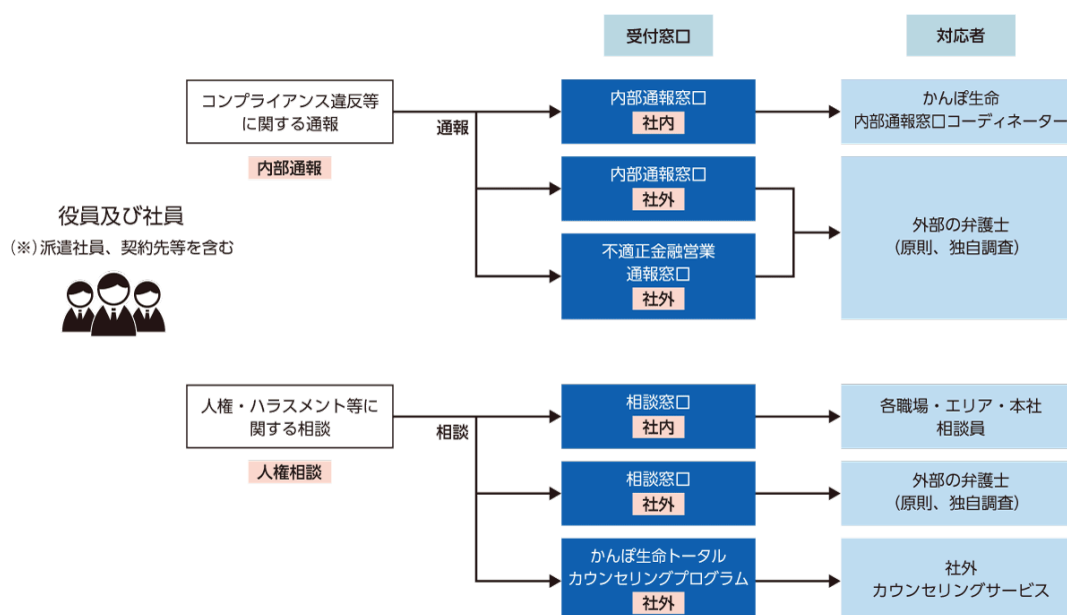 受付窓口
対応者
コンプライアンス違反等
に関する通報
内部通報
通報
内部通報窓口
社内
かんぽ生命
内部通報窓口コーディネーター
内部通報窓口
社外
不適正金融営業
通報窓口
社外
外部の弁護士
(原則、独自調査)
役員及び社員
(※)派遣社員、契約先等を含む
人権・ハラスメント等に
関する相談
人権相談
相談
相談窓口
社内
各職場・エリア・本社
相談員
相談窓口
社外
外部の弁護士
(原則、独自調査)
かんぽ生命トータル
カウンセリングプログラム
社外
社外
カウンセリングサービス